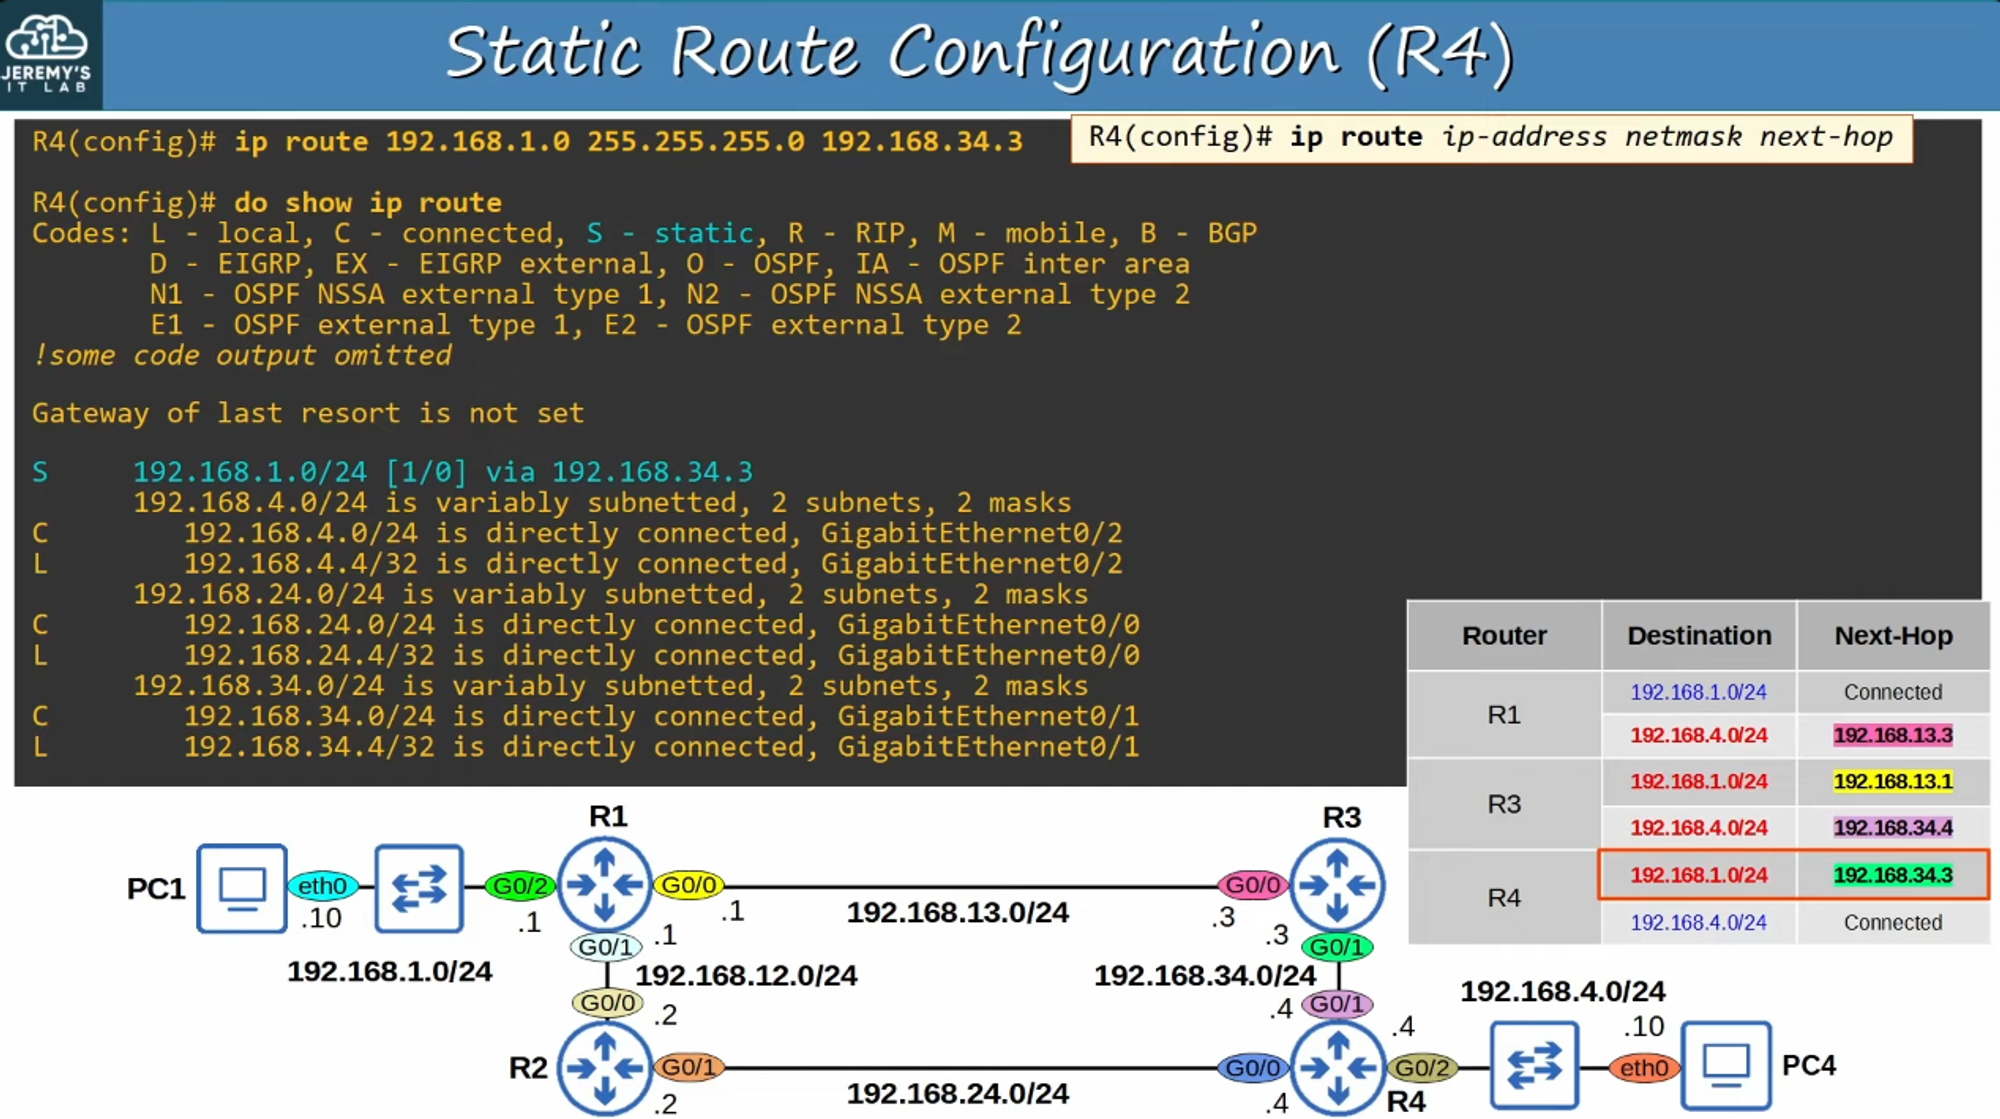 JEREMY'S
IT LAB
Static Route Configuration (R4)
R4(config)# ip route 192.168.1.0 255.255.255.0 192.168.34.3
R4(config)# ip route ip-address netmask next-hop
R4(config)# do show ip route
Codes: L - local, C - connected, S - static, R - RIP, M - mobile, B - BGP
D - EIGRP, EX - EIGRP external, O - OSPF, IA - OSPF inter area
N1 - OSPF NSSA external type 1, N2 - OSPF NSSA external type 2
E1 - OSPF external type 1, E2 - OSPF external type 2
!some code output omitted
Gateway of last resort is not set
S 192.168.1.0/24 [1/0] via 192.168.34.3
192.168.4.0/24 is variably subnetted, 2 subnets, 2 masks
C 192.168.4.0/24 is directly connected, GigabitEthernet0/2
L 192.168.4.4/32 is directly connected, GigabitEthernet0/2
192.168.24.0/24 is variably subnetted, 2 subnets, 2 masks
C 192.168.24.0/24 is directly connected, GigabitEthernet0/0
L 192.168.24.4/32 is directly connected, GigabitEthernet0/0
192.168.34.0/24 is variably subnetted, 2 subnets, 2 masks
C 192.168.34.0/24 is directly connected, GigabitEthernet0/1
L 192.168.34.4/32 is directly connected, GigabitEthernet0/1
Router Destination Next-Hop
R1 192.168.1.0/24 Connected
192.168.4.0/24 192.168.13.3
R3 192.168.1.0/24 192.168.13.1
192.168.4.0/24 192.168.34.4
R4 192.168.1.0/24 192.168.34.3
192.168.4.0/24 Connected
R1 R3
PC1 eth0 G0/2 G0/0 G0/0
.10 .1 .1 192.168.13.0/24 .3
G0/1 .1 .3 G0/1
192.168.1.0/24 192.168.12.0/24 192.168.34.0/24 192.168.4.0/24
G0/0 .2 .4 G0/1 .4 .10
R2 G0/1 G0/0 G0/2 eth0 PC4
.2 192.168.24.0/24 .4 R4